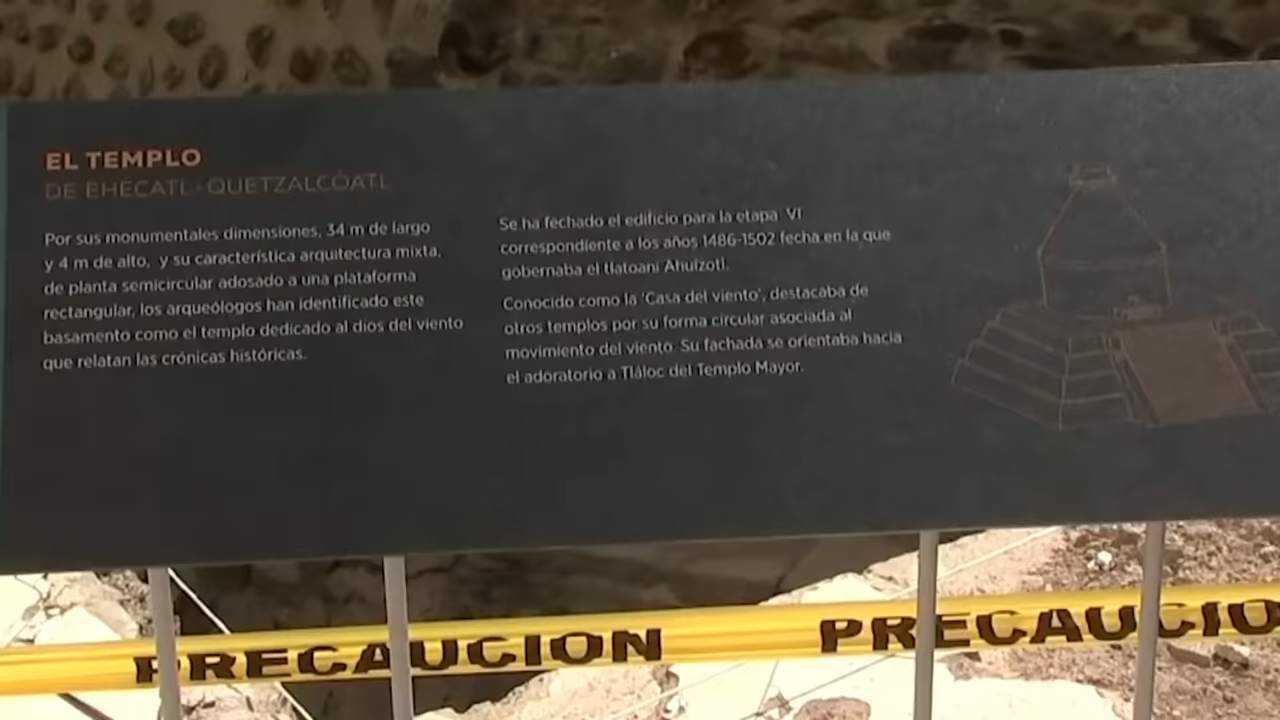 EL TEMPLO
DE EHÉCATL-QUETZALCÓATL
Por sus monumentales dimensiones, 34 m de largo
y 4 m de alto, y su característica arquitectura mixta,
de planta semicircular adosado a una plataforma
rectangular, los arqueólogos han identificado este
basamento como el templo dedicado al dios del viento
que relatan las crónicas históricas.
Se ha fechado el edificio para la etapa VI
correspondiente a los años 1486-1502 fecha en la que
gobernaba el tlatoani Ahuízotl.
Conocido como la 'Casa del viento', destacaba de
otros templos por su forma circular asociada al
movimiento del viento. Su fachada se orientaba hacia
el adoratorio a Tláloc del Templo Mayor.
PRECAUCION PRECAUCIO